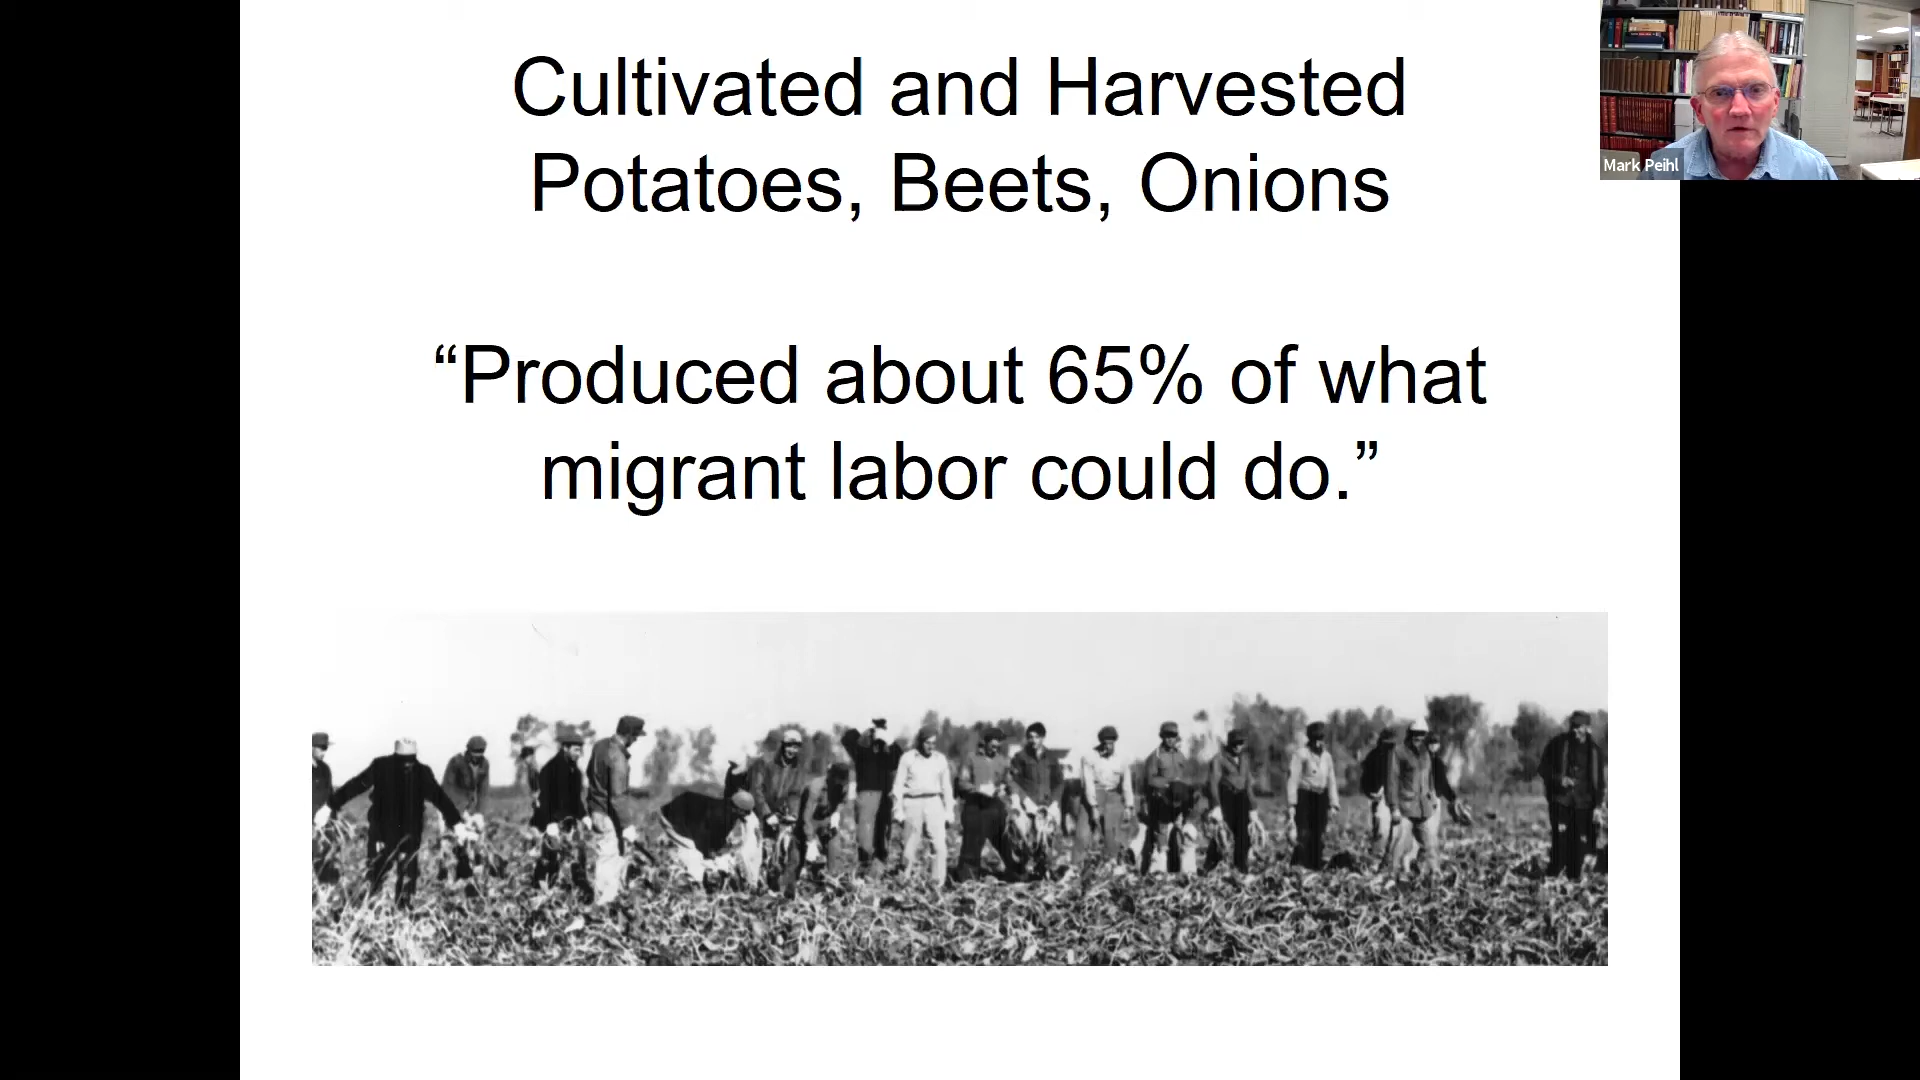 Cultivated and Harvested
Potatoes, Beets, Onions
“Produced about 65% of what
migrant labor could do.”
Mark Peihl